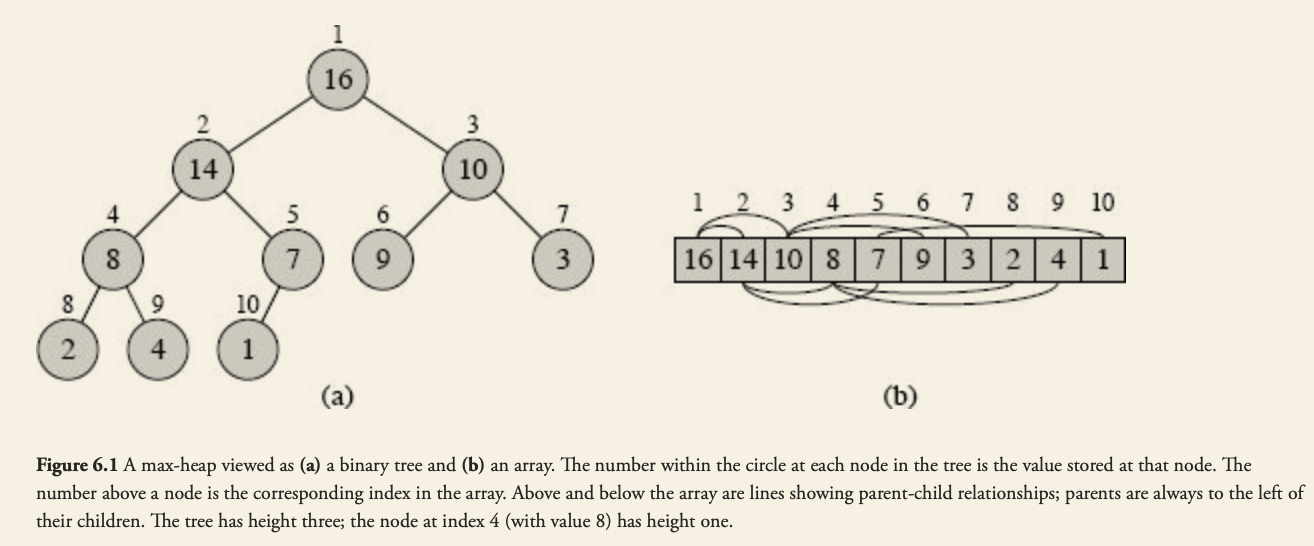 1
16
2 3
14 10
4 5 6 7
8 7 9 3
8 9 10
2 4 1
(a)
1 2 3 4 5 6 7 8 9 10
16 14 10 8 7 9 3 2 4 1
(b)
Figure 6.1 A max-heap viewed as (a) a binary tree and (b) an array. The number within the circle at each node in the tree is the value stored at that node. The
number above a node is the corresponding index in the array. Above and below the array are lines showing parent-child relationships; parents are always to the left of
their children. The tree has height three; the node at index 4 (with value 8) has height one.